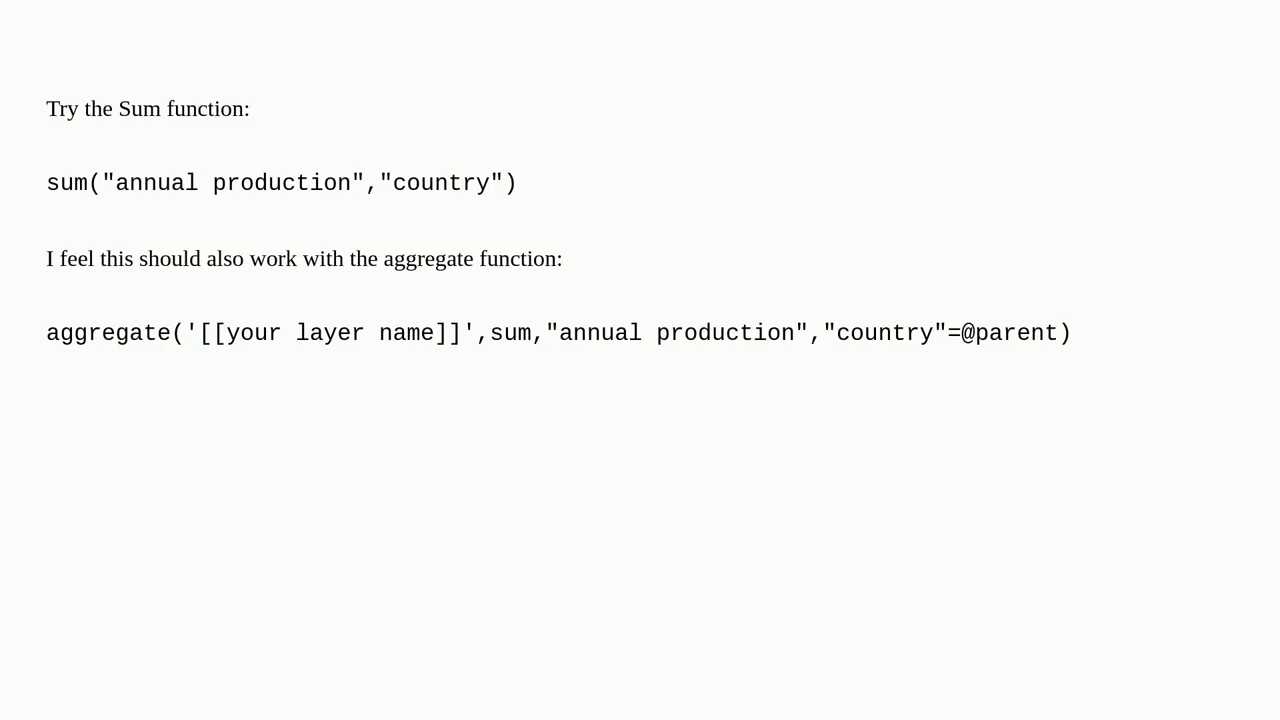 Try the Sum function:
sum("annual production","country")
I feel this should also work with the aggregate function:
aggregate('[[your layer name]]',sum,"annual production","country"=@parent)